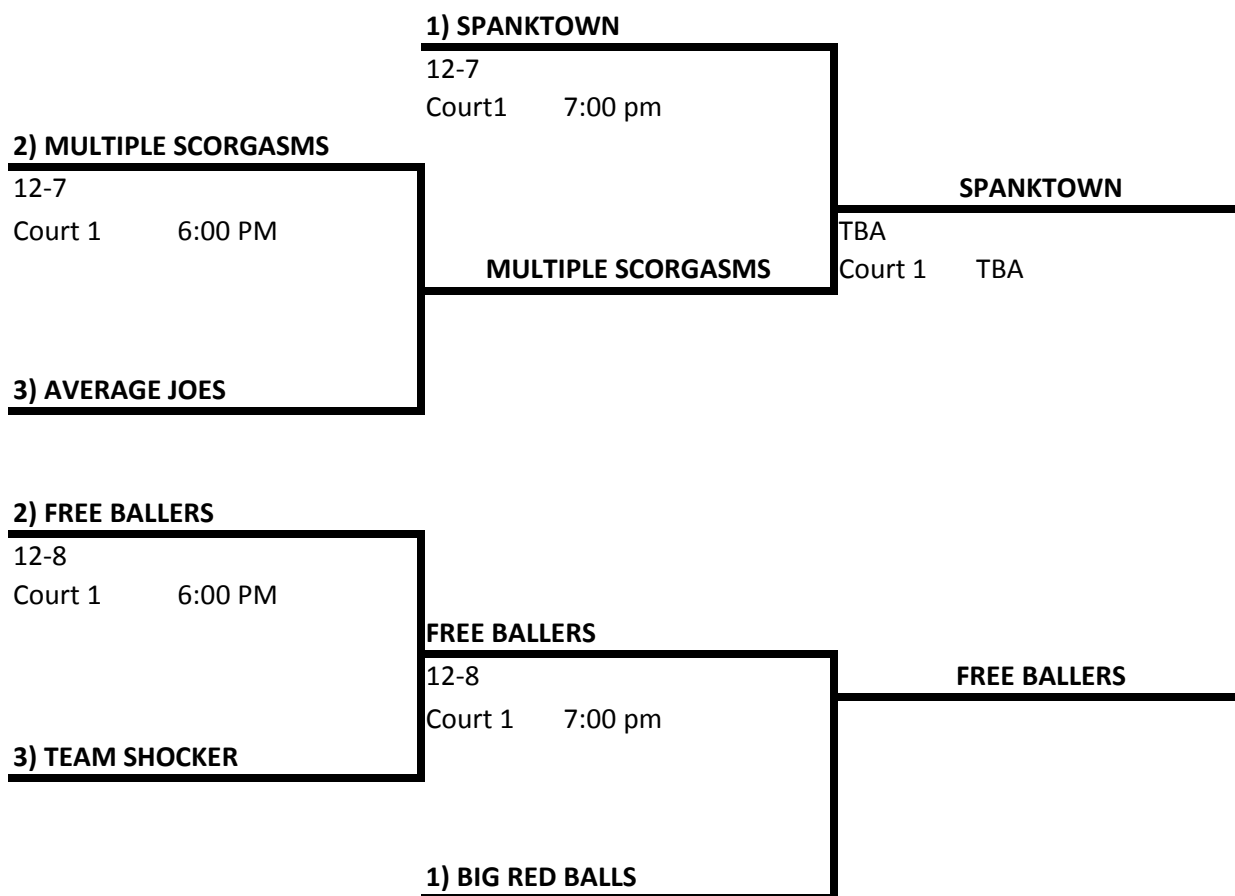 1) SPANKTOWN
12-7
Court1 7:00 pm
2) MULTIPLE SCORGASMS
12-7
Court 1 6:00 PM
SPANKTOWN
TBA
Court 1 TBA
MULTIPLE SCORGASMS
3) AVERAGE JOES
2) FREE BALLERS
12-8
Court 1 6:00 PM
FREE BALLERS
12-8
Court 1 7:00 pm
FREE BALLERS
3) TEAM SHOCKER
1) BIG RED BALLS